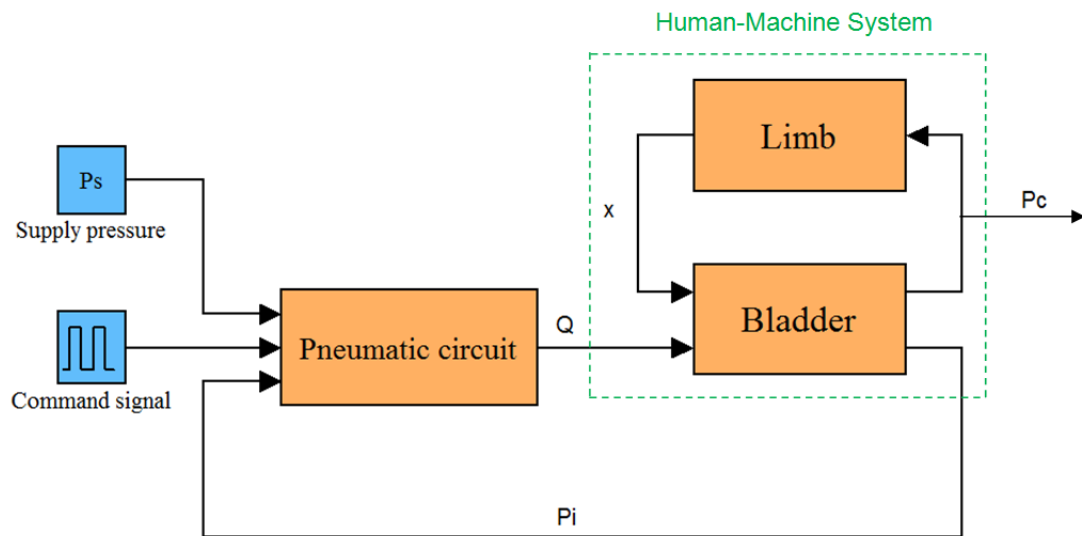 Human-Machine System
Limb
Ps
Supply pressure
x
Pc
Bladder
Q
Pneumatic circuit
Command signal
Pi